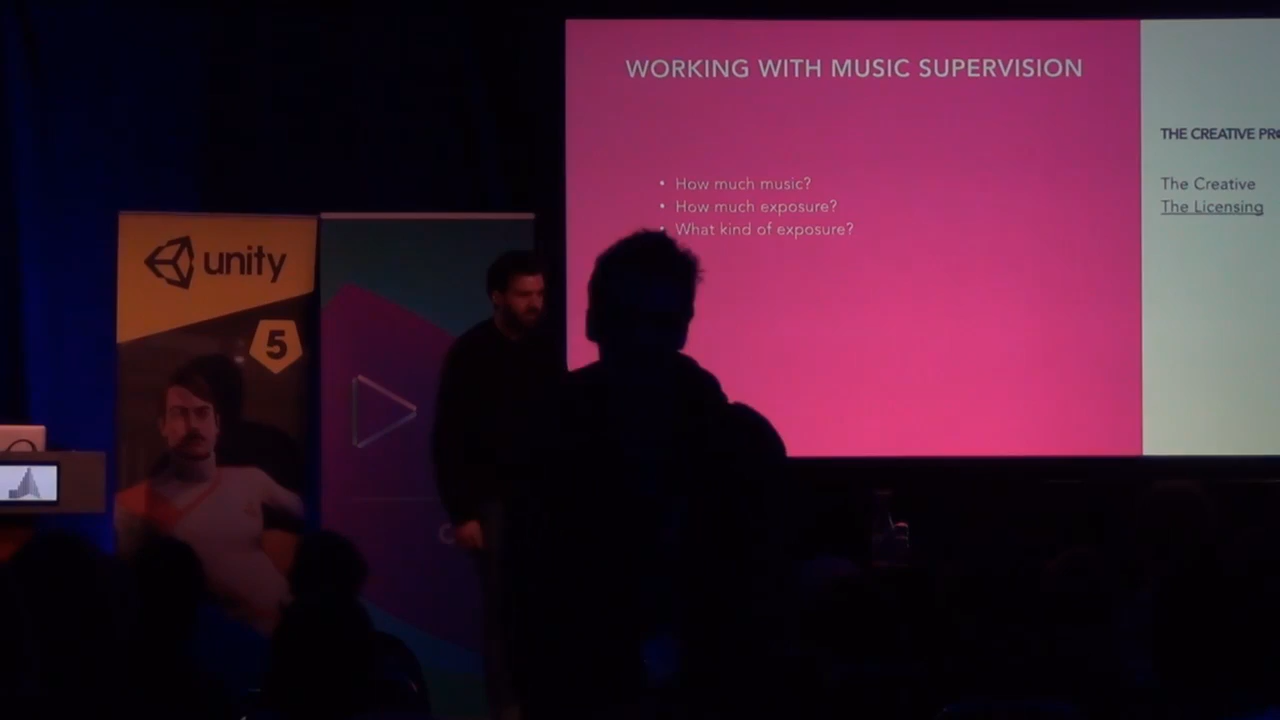 WORKING WITH MUSIC SUPERVISION
• How much music?
• How much exposure?
• What kind of exposure?
THE CREATIVE PRO
The Creative
The Licensing
unity
5